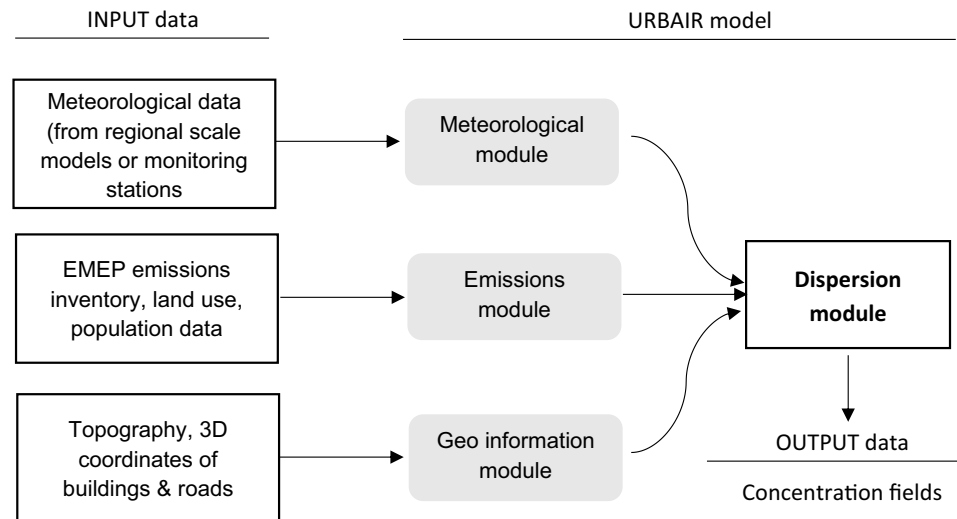 INPUT data
URBAIR model
Meteorological data
(from regional scale
models or monitoring
stations
Meteorological
module
EMEP emissions
inventory, land use,
population data
Emissions
module
Dispersion
module
Topography, 3D
coordinates of
buildings & roads
Geo information
module
OUTPUT data
Concentration fields